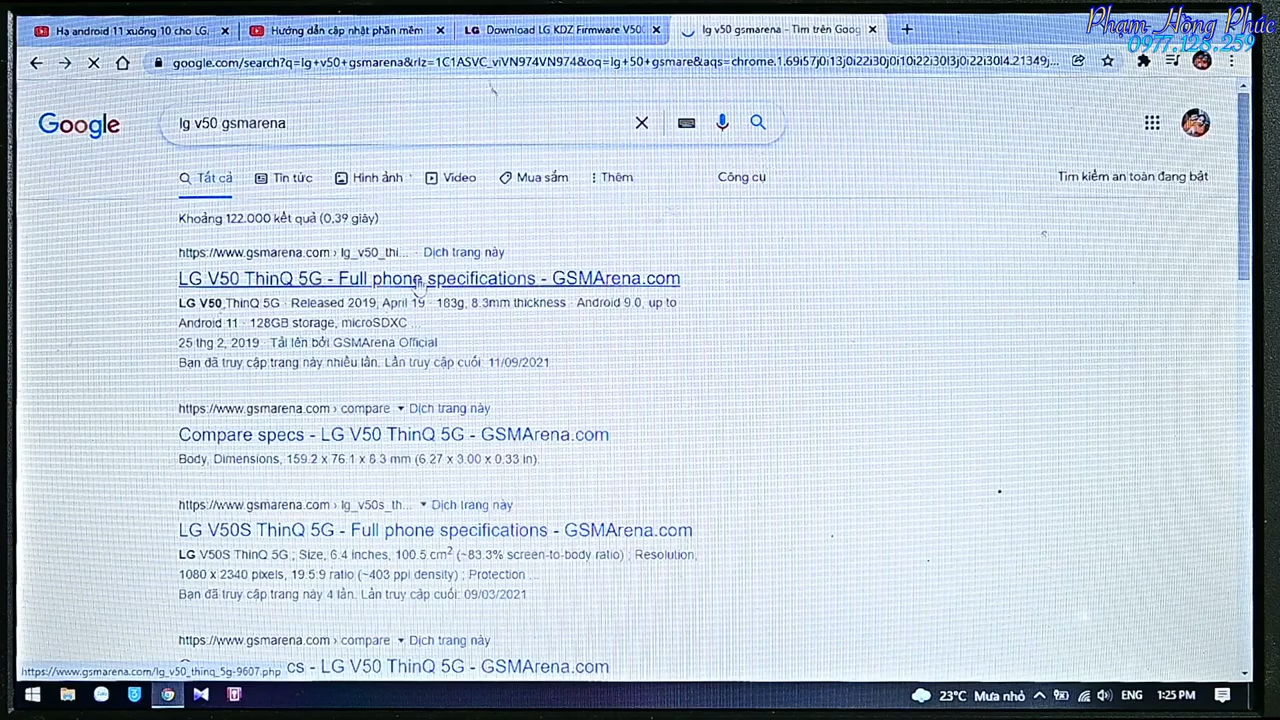 Phạm Hồng Phúc
0977.128.259
Hạ android 11 xuống 10 cho LG.
Hướng dẫn cập nhật phần mềm
LG Download LG KDZ Firmware V50
lg v50 gsmarena - Tìm trên Goog
google.com/search?q=lg+v50+gsmarena&rlz=1C1ASVC_viVN974VN974&oq=lg+50+gsmare&aqs=chrome.1.69i57j0i13j0i22i30j0i10i22i30l3j0i22i30l4.21349j...
Google
lg v50 gsmarena
Tất cả Tin tức Hình ảnh Video Mua sắm Thêm Công cụ Tìm kiếm an toàn đang bật
Khoảng 122.000 kết quả (0,39 giây)
https://www.gsmarena.com › lg_v50_thi... Dịch trang này
LG V50 ThinQ 5G - Full phone specifications - GSMArena.com
LG V50 ThinQ 5G · Released 2019, April 19 · 183g, 8.3mm thickness · Android 9.0, up to
Android 11 · 128GB storage, microSDXC ...
25 thg 2, 2019 · Tải lên bởi GSMArena Official
Bạn đã truy cập trang này nhiều lần. Lần truy cập cuối: 11/09/2021
https://www.gsmarena.com › compare Dịch trang này
Compare specs - LG V50 ThinQ 5G - GSMArena.com
Body, Dimensions, 159.2 x 76.1 x 8.3 mm (6.27 x 3.00 x 0.33 in).
https://www.gsmarena.com › lg_v50s_th... Dịch trang này
LG V50S ThinQ 5G - Full phone specifications - GSMArena.com
LG V50S ThinQ 5G ; Size, 6.4 inches, 100.5 cm2 (~83.3% screen-to-body ratio) ; Resolution,
1080 x 2340 pixels, 19.5:9 ratio (~403 ppi density) ; Protection ...
Bạn đã truy cập trang này 4 lần. Lần truy cập cuối: 09/03/2021
https://www.gsmarena.com › compare Dịch trang này
cs - LG V50 ThinQ 5G - GSMArena.com
https://www.gsmarena.com/lg_v50_thinq_5g-9607.php
23°C Mưa nhỏ ENG 1:25 PM